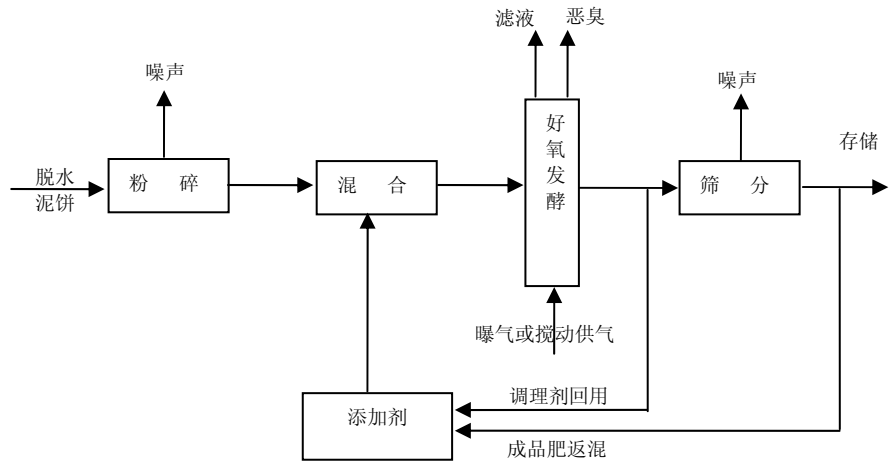 滤液
恶臭
噪声
噪声
存储
脱水
泥饼
粉 碎
混 合
好
氧
发
酵
筛 分
曝气或搅动供气
调理剂回用
添加剂
成品肥返混